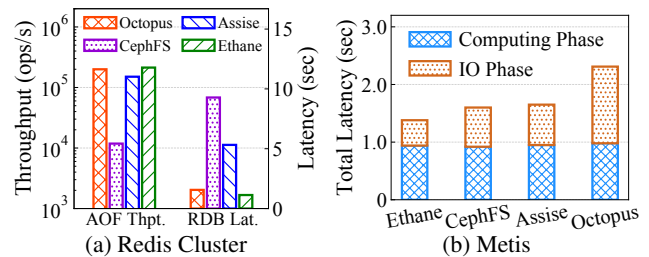 Throughput (ops/s)
10^6
10^5
10^4
10^3
Octopus
CephFS
Assise
Ethane
15
10
5
0
Latency (sec)
AOF Thpt.
RDB Lat.
(a) Redis Cluster
Total Latency (sec)
3.0
2.0
1.0
0
Computing Phase
IO Phase
Ethane
CephFS
Assise
Octopus
(b) Metis